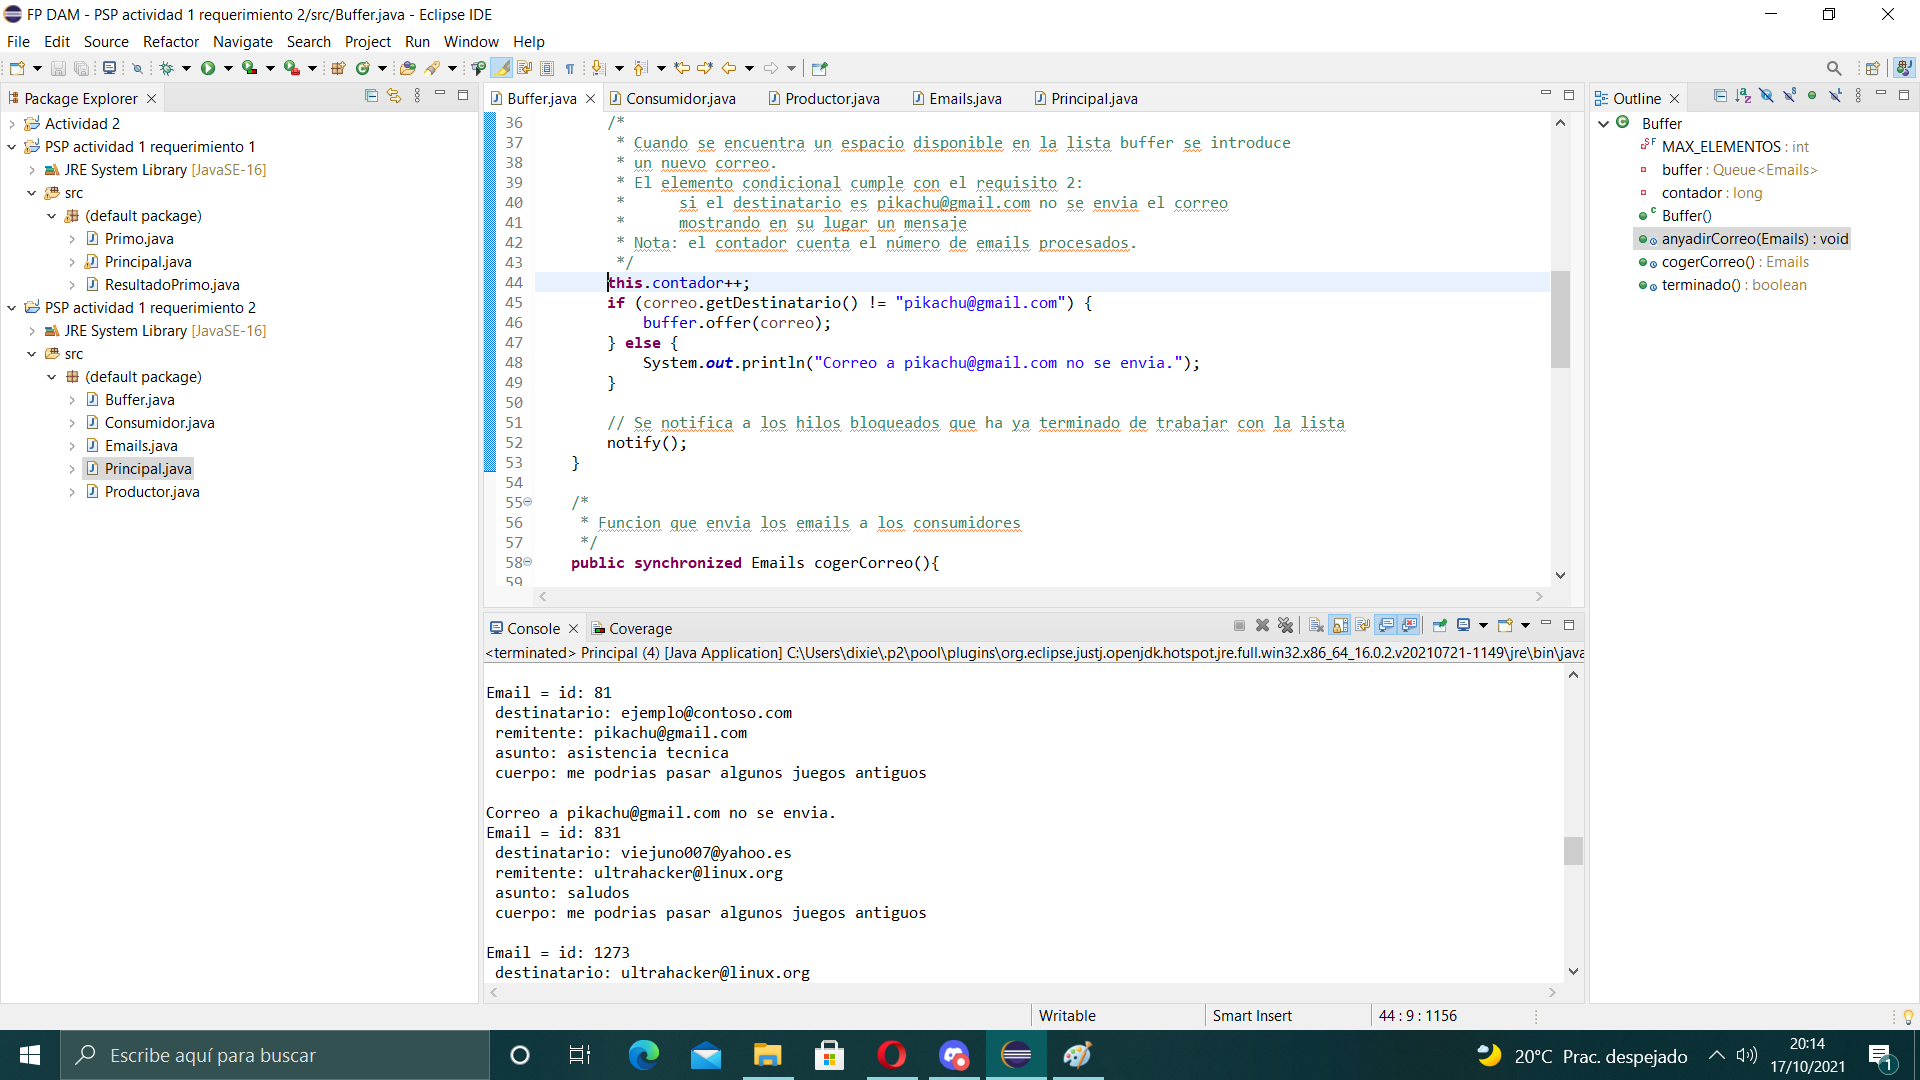 FP DAM - PSP actividad 1 requerimiento 2/src/Buffer.java - Eclipse IDE
File Edit Source Refactor Navigate Search Project Run Window Help
Package Explorer
Actividad 2
PSP actividad 1 requerimiento 1
JRE System Library [JavaSE-16]
src
(default package)
Primo.java
Principal.java
ResultadoPrimo.java
PSP actividad 1 requerimiento 2
JRE System Library [JavaSE-16]
src
(default package)
Buffer.java
Consumidor.java
Emails.java
Principal.java
Productor.java
Buffer.java Consumidor.java Productor.java Emails.java Principal.java
36 /*
37 * Cuando se encuentra un espacio disponible en la lista buffer se introduce
38 * un nuevo correo.
39 * El elemento condicional cumple con el requisito 2:
40 * si el destinatario es pikachu@gmail.com no se envia el correo
41 * mostrando en su lugar un mensaje
42 * Nota: el contador cuenta el número de emails procesados.
43 */
44 this.contador++;
45 if (correo.getDestinatario() != "pikachu@gmail.com") {
46 buffer.offer(correo);
47 } else {
48 System.out.println("Correo a pikachu@gmail.com no se envia.");
49 }
50
51 // Se notifica a los hilos bloqueados que ha ya terminado de trabajar con la lista
52 notify();
53 }
54
55 /*
56 * Funcion que envia los emails a los consumidores
57 */
58 public synchronized Emails cogerCorreo(){
59
Outline
Buffer
MAX_ELEMENTOS : int
buffer : Queue<Emails>
contador : long
Buffer()
anyadirCorreo(Emails) : void
cogerCorreo() : Emails
terminado() : boolean
Console Coverage
<terminated> Principal (4) [Java Application] C:\Users\dixie\.p2\pool\plugins\org.eclipse.justj.openjdk.hotspot.jre.full.win32.x86_64_16.0.2.v20210721-1149\jre\bin\java
Email = id: 81
destinatario: ejemplo@contoso.com
remitente: pikachu@gmail.com
asunto: asistencia tecnica
cuerpo: me podrias pasar algunos juegos antiguos
Correo a pikachu@gmail.com no se envia.
Email = id: 831
destinatario: viejuno007@yahoo.es
remitente: ultrahacker@linux.org
asunto: saludos
cuerpo: me podrias pasar algunos juegos antiguos
Email = id: 1273
destinatario: ultrahacker@linux.org
Writable Smart Insert 44 : 9 : 1156
Escribe aquí para buscar
20°C Prac. despejado
20:14
17/10/2021
1